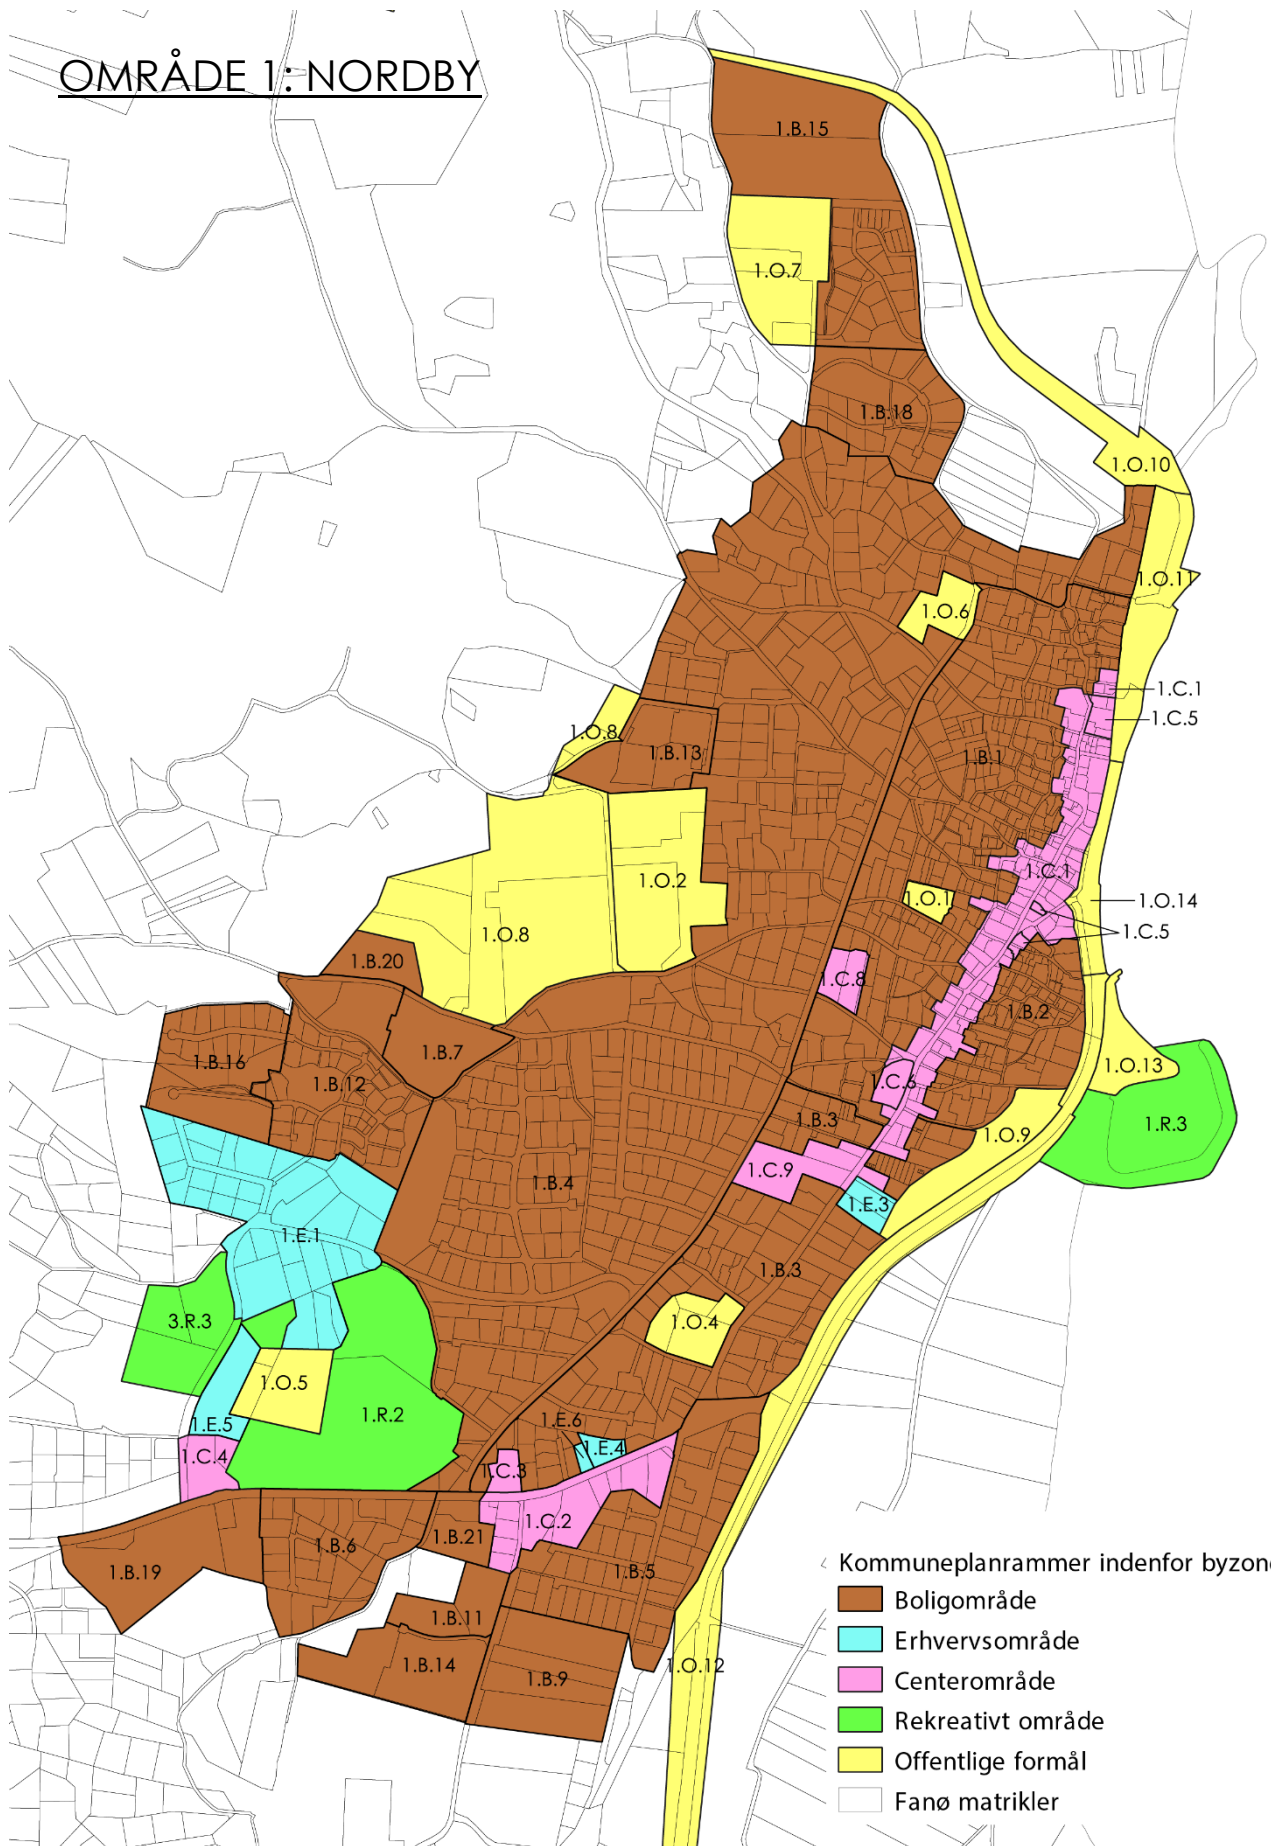 OMRÅDE 1: NORDBY
1.B.15
1.O.7
1.B.18
1.O.10
1.O.11
1.O.6
1.C.1
1.C.5
1.O.8
1.B.13
1.B.1
1.C.1
1.O.2
1.O.1
1.O.14
1.C.5
1.O.8
1.B.20
1.C.8
1.B.2
1.B.7
1.B.16
1.B.12
1.O.13
1.C.6
1.B.3
1.O.9
1.R.3
1.C.9
1.B.4
1.E.3
1.E.1
1.B.3
3.R.3
1.O.4
1.O.5
1.R.2
1.E.5
1.E.6
1.E.4
1.C.4
1.C.3
1.C.2
1.B.21
1.B.6
1.B.19
1.B.5
1.B.11
1.B.14
1.B.9
1.O.12
Kommuneplanrammer indenfor byzone
Boligområde
Erhvervsområde
Centerområde
Rekreativt område
Offentlige formål
Fanø matrikler